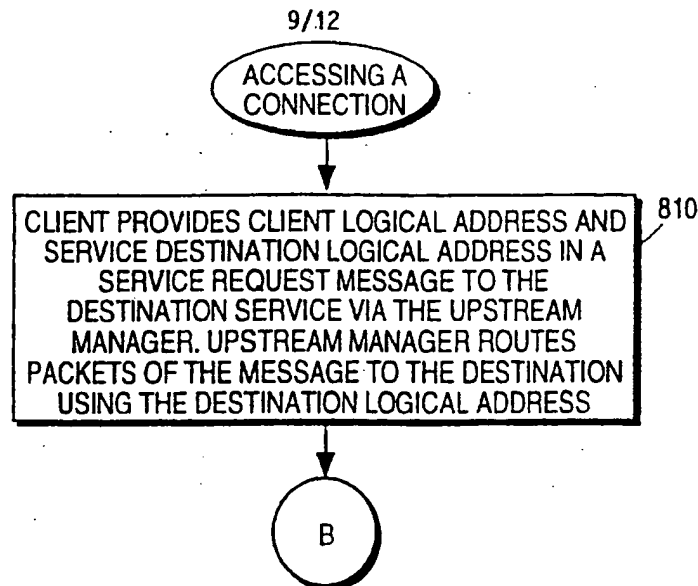 9/12
ACCESSING A
CONNECTION
CLIENT PROVIDES CLIENT LOGICAL ADDRESS AND
SERVICE DESTINATION LOGICAL ADDRESS IN A
SERVICE REQUEST MESSAGE TO THE
DESTINATION SERVICE VIA THE UPSTREAM
MANAGER. UPSTREAM MANAGER ROUTES
PACKETS OF THE MESSAGE TO THE DESTINATION
USING THE DESTINATION LOGICAL ADDRESS
810
B